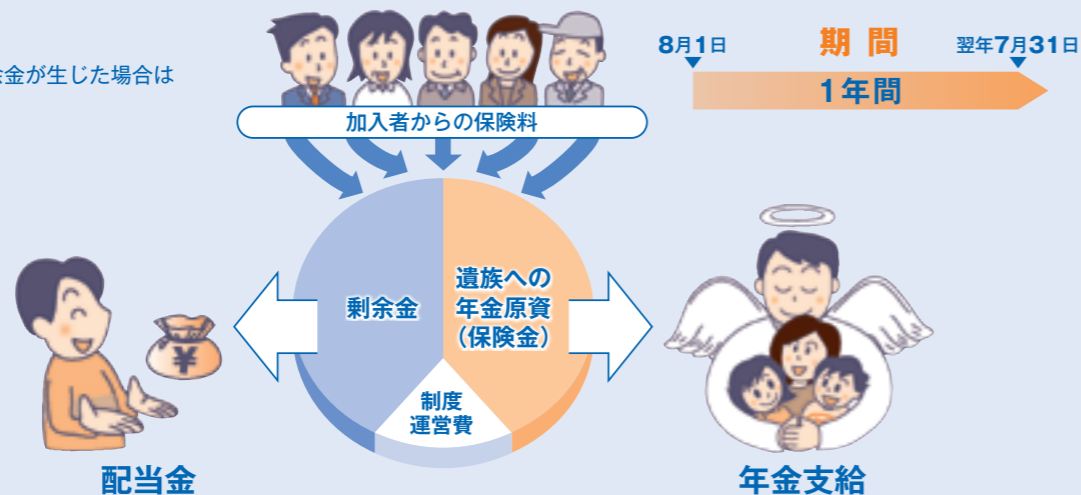 金が生じた場合は
8月1日
期間
翌年7月31日
1年間
加入者からの保険料
剰余金
遺族への
年金原資
(保険金)
制度
運営費
¥
配当金
年金支給